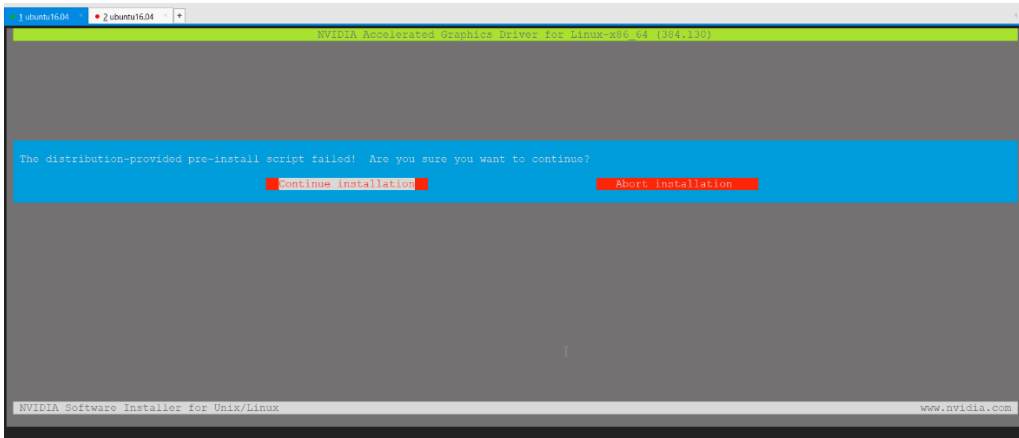 1 ubuntu16.04
2 ubuntu16.04
+
NVIDIA Accelerated Graphics Driver for Linux-x86_64 (384.130)
The distribution-provided pre-install script failed!  Are you sure you want to continue?
Continue installation
Abort installation
NVIDIA Software Installer for Unix/Linux
www.nvidia.com